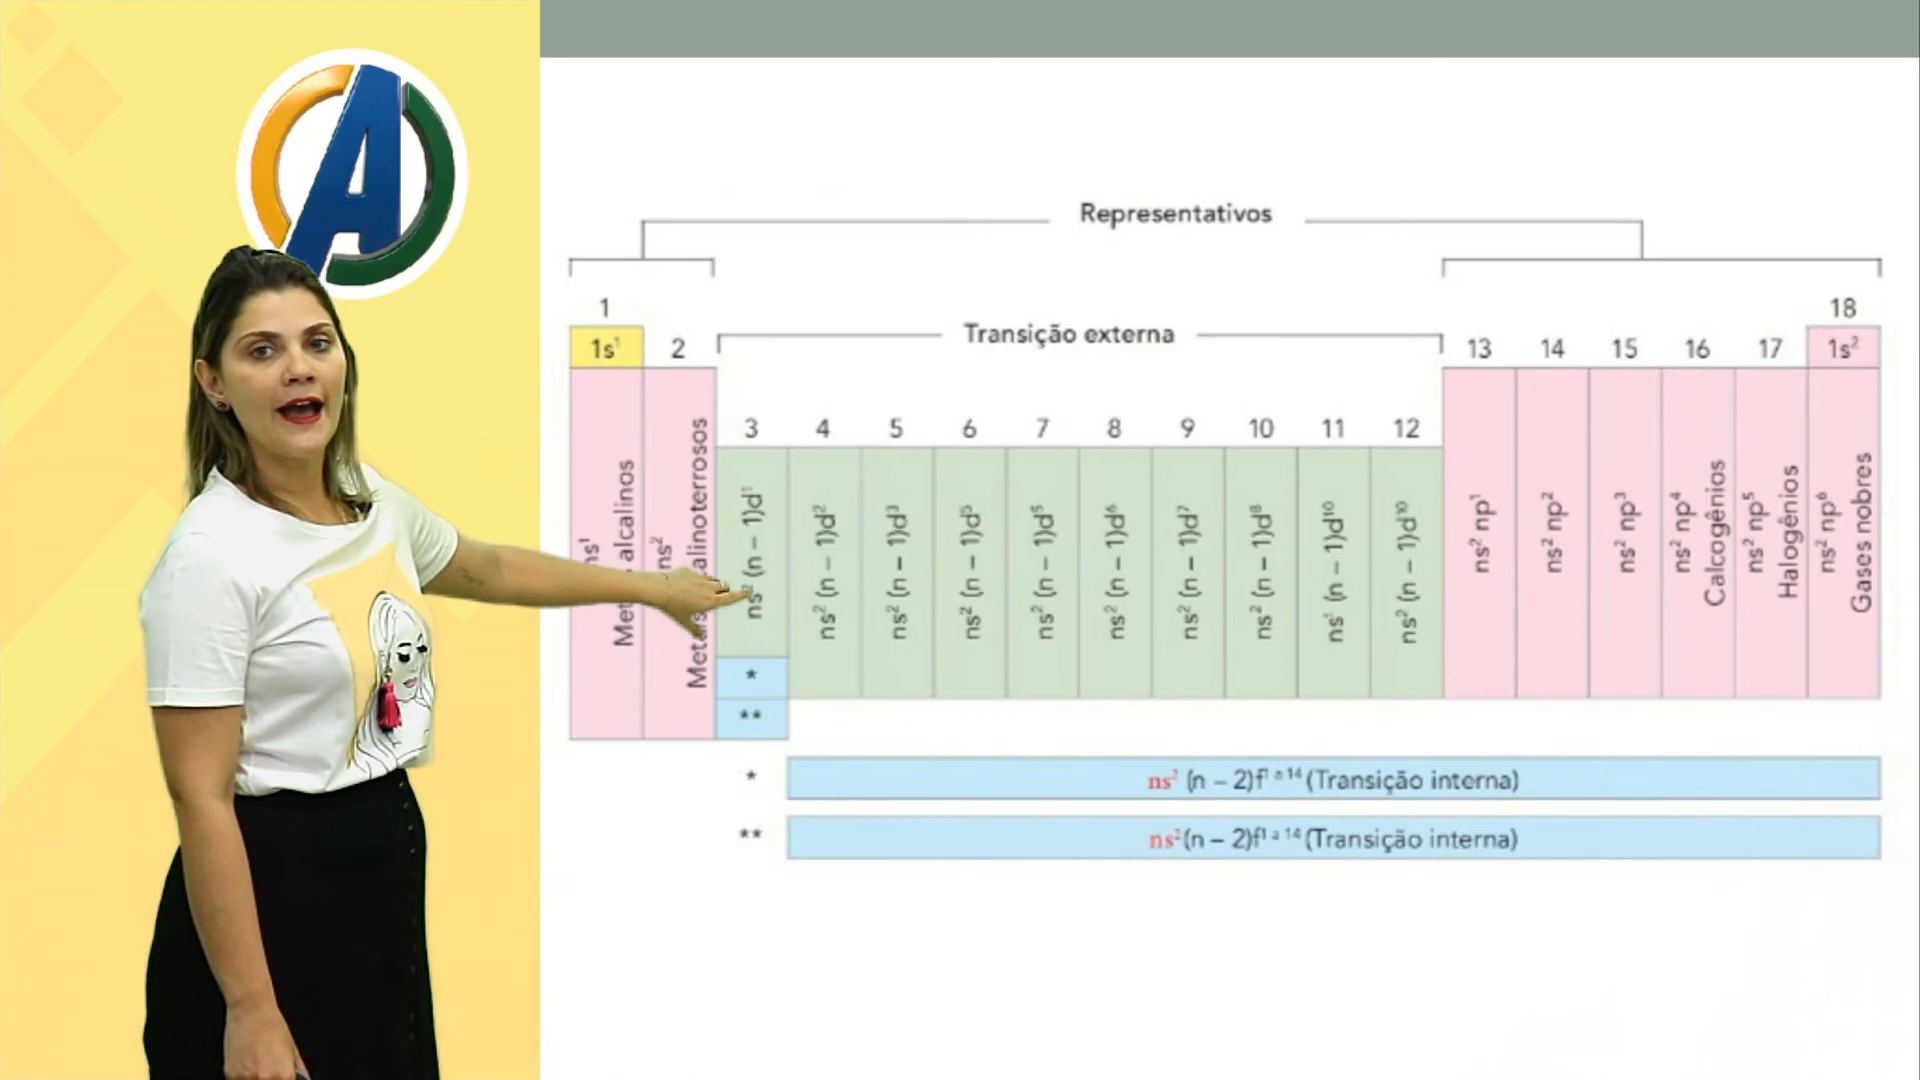 Representativos
1
18
1s¹
2
Transição externa
13
14
15
16
17
1s²
3
4
5
6
7
8
9
10
11
12
ns¹
alcalinos
ns²
Metais alinoterrosos
ns² (n – 1)d¹
ns² (n – 1)d²
ns² (n – 1)d³
ns² (n – 1)d⁵
ns² (n – 1)d⁵
ns² (n – 1)d⁶
ns² (n – 1)d⁷
ns² (n – 1)d⁸
ns¹ (n – 1)d¹⁰
ns² (n – 1)d¹⁰
ns² np¹
ns² np²
ns² np³
ns² np⁴
Calcogênios
ns² np⁵
Halogênios
ns² np⁶
Gases nobres
*
**
* ns² (n – 2)f¹ ª ¹⁴ (Transição interna)
** ns² (n – 2)f¹ ª ¹⁴ (Transição interna)
A